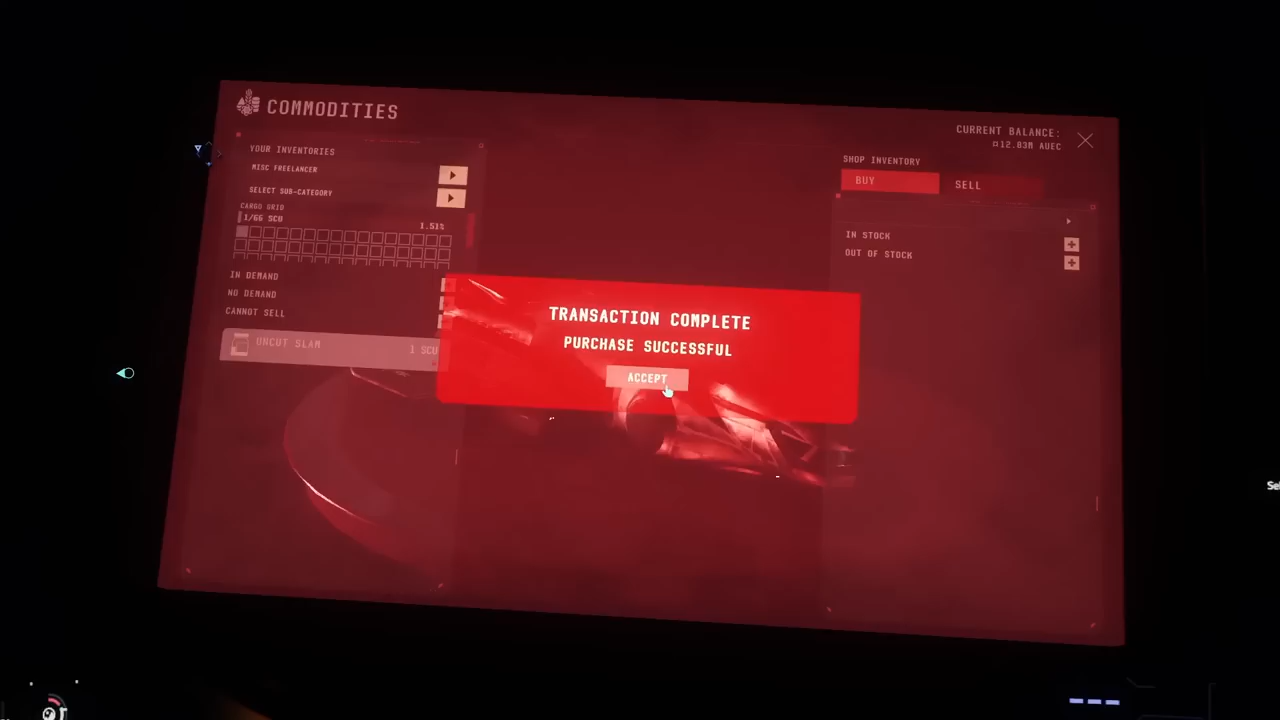 COMMODITIES
CURRENT BALANCE:
¤12.03M AUEC
YOUR INVENTORIES
MISC FREELANCER
SELECT SUB-CATEGORY
CARGO GRID
1/66 SCU
1.51%
IN DEMAND
NO DEMAND
CANNOT SELL
UNCUT SLAM
1 SCU
SHOP INVENTORY
BUY
SELL
IN STOCK
OUT OF STOCK
TRANSACTION COMPLETE
PURCHASE SUCCESSFUL
ACCEPT